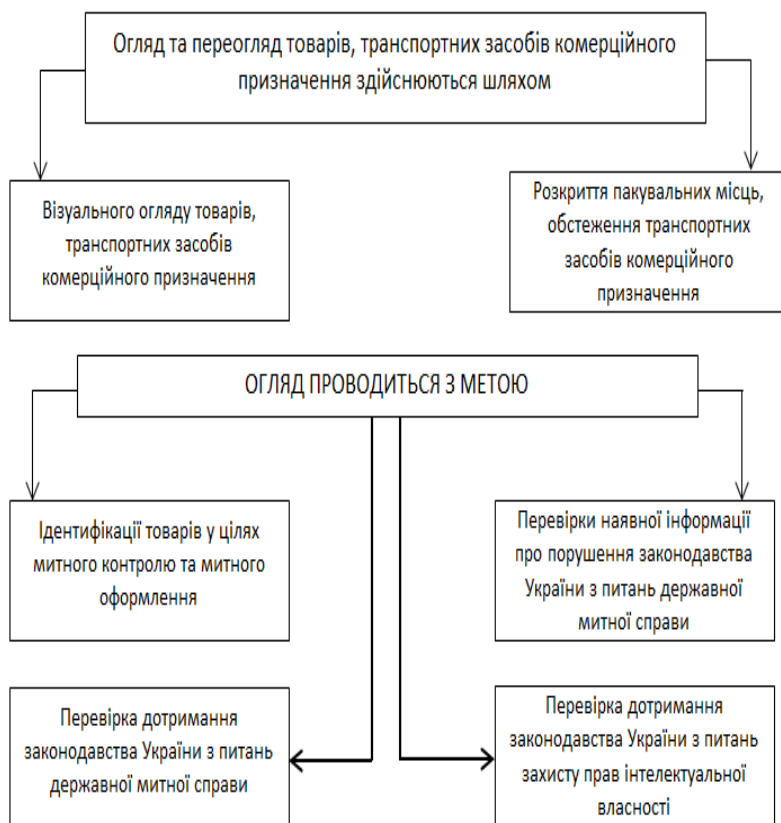 Огляд та переогляд товарів, транспортних засобів комерційного
призначення здійснюються шляхом
Візуального огляду товарів,
транспортних засобів
комерційного призначення
Розкриття пакувальних місць,
обстеження транспортних
засобів комерційного
призначення
ОГЛЯД ПРОВОДИТЬСЯ З МЕТОЮ
Ідентифікації товарів у цілях
митного контролю та митного
оформлення
Перевірки наявної інформації
про порушення законодавства
України з питань державної
митної справи
Перевірка дотримання
законодавства України з питань
державної митної справи
Перевірка дотримання
законодавства України з питань
захисту прав інтелектуальної
власності